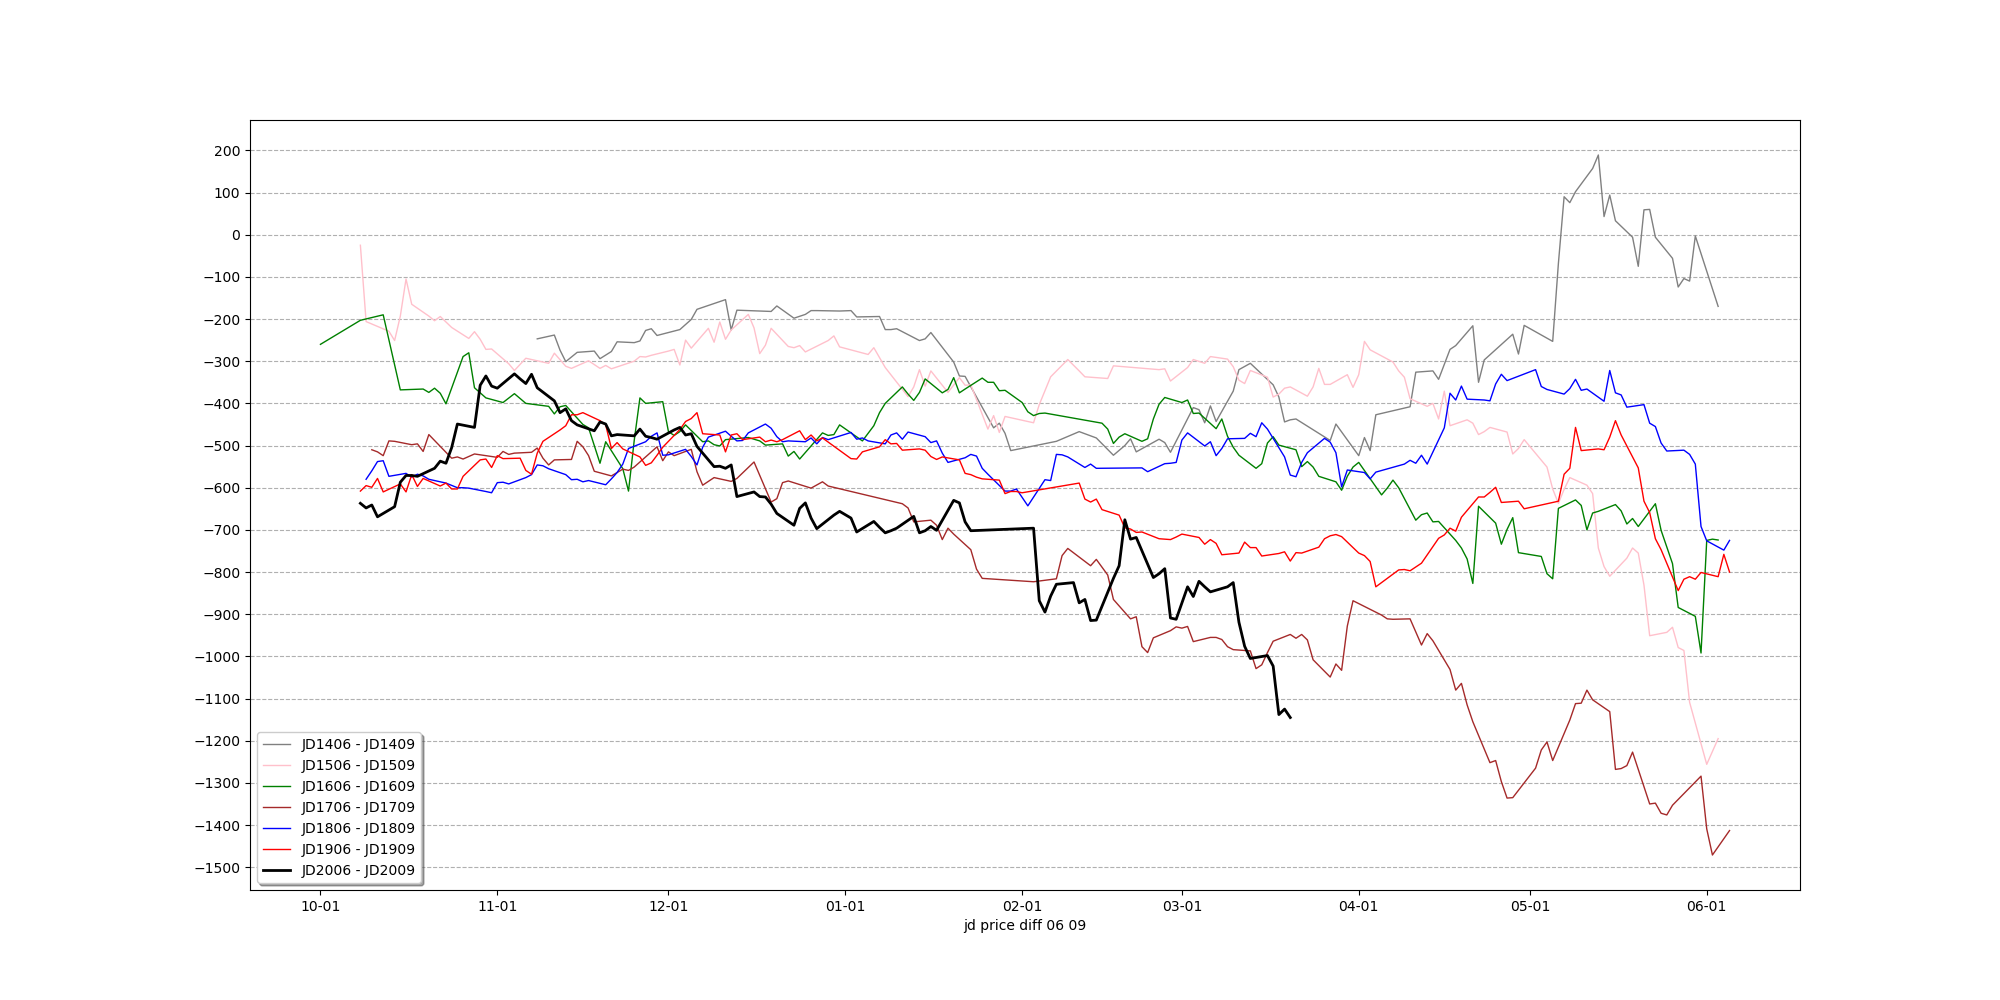 200
100
0
−100
−200
−300
−400
−500
−600
−700
−800
−900
−1000
−1100
−1200
−1300
−1400
−1500
JD1406 - JD1409
JD1506 - JD1509
JD1606 - JD1609
JD1706 - JD1709
JD1806 - JD1809
JD1906 - JD1909
JD2006 - JD2009
10-01 11-01 12-01 01-01 02-01 03-01 04-01 05-01 06-01
jd price diff 06 09